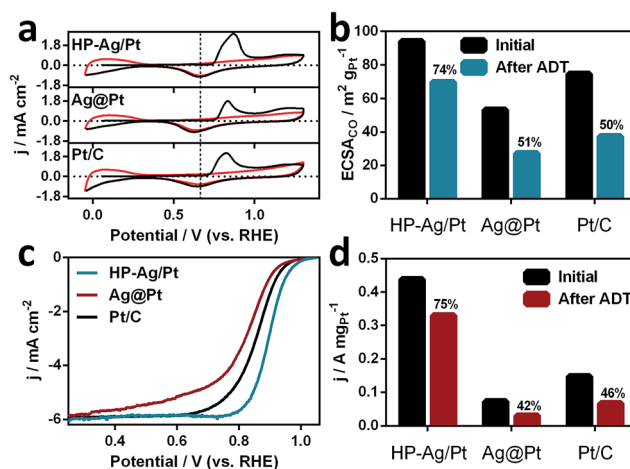 a
HP-Ag/Pt
Ag@Pt
Pt/C
1.8
0.0
-1.8
1.8
0.0
-1.8
1.8
0.0
-1.8
j / mA cm-2
0.0
0.5
1.0
Potential / V (vs. RHE)
b
Initial
After ADT
100
80
60
40
20
0
ECSACO / m2 gPt-1
74%
51%
50%
HP-Ag/Pt
Ag@Pt
Pt/C
c
HP-Ag/Pt
Ag@Pt
Pt/C
0
-2
-4
-6
j / mA cm-2
0.4
0.6
0.8
1.0
Potential / V (vs. RHE)
d
Initial
After ADT
0.4
0.3
0.2
0.1
0.0
j / A mgPt-1
75%
42%
46%
HP-Ag/Pt
Ag@Pt
Pt/C